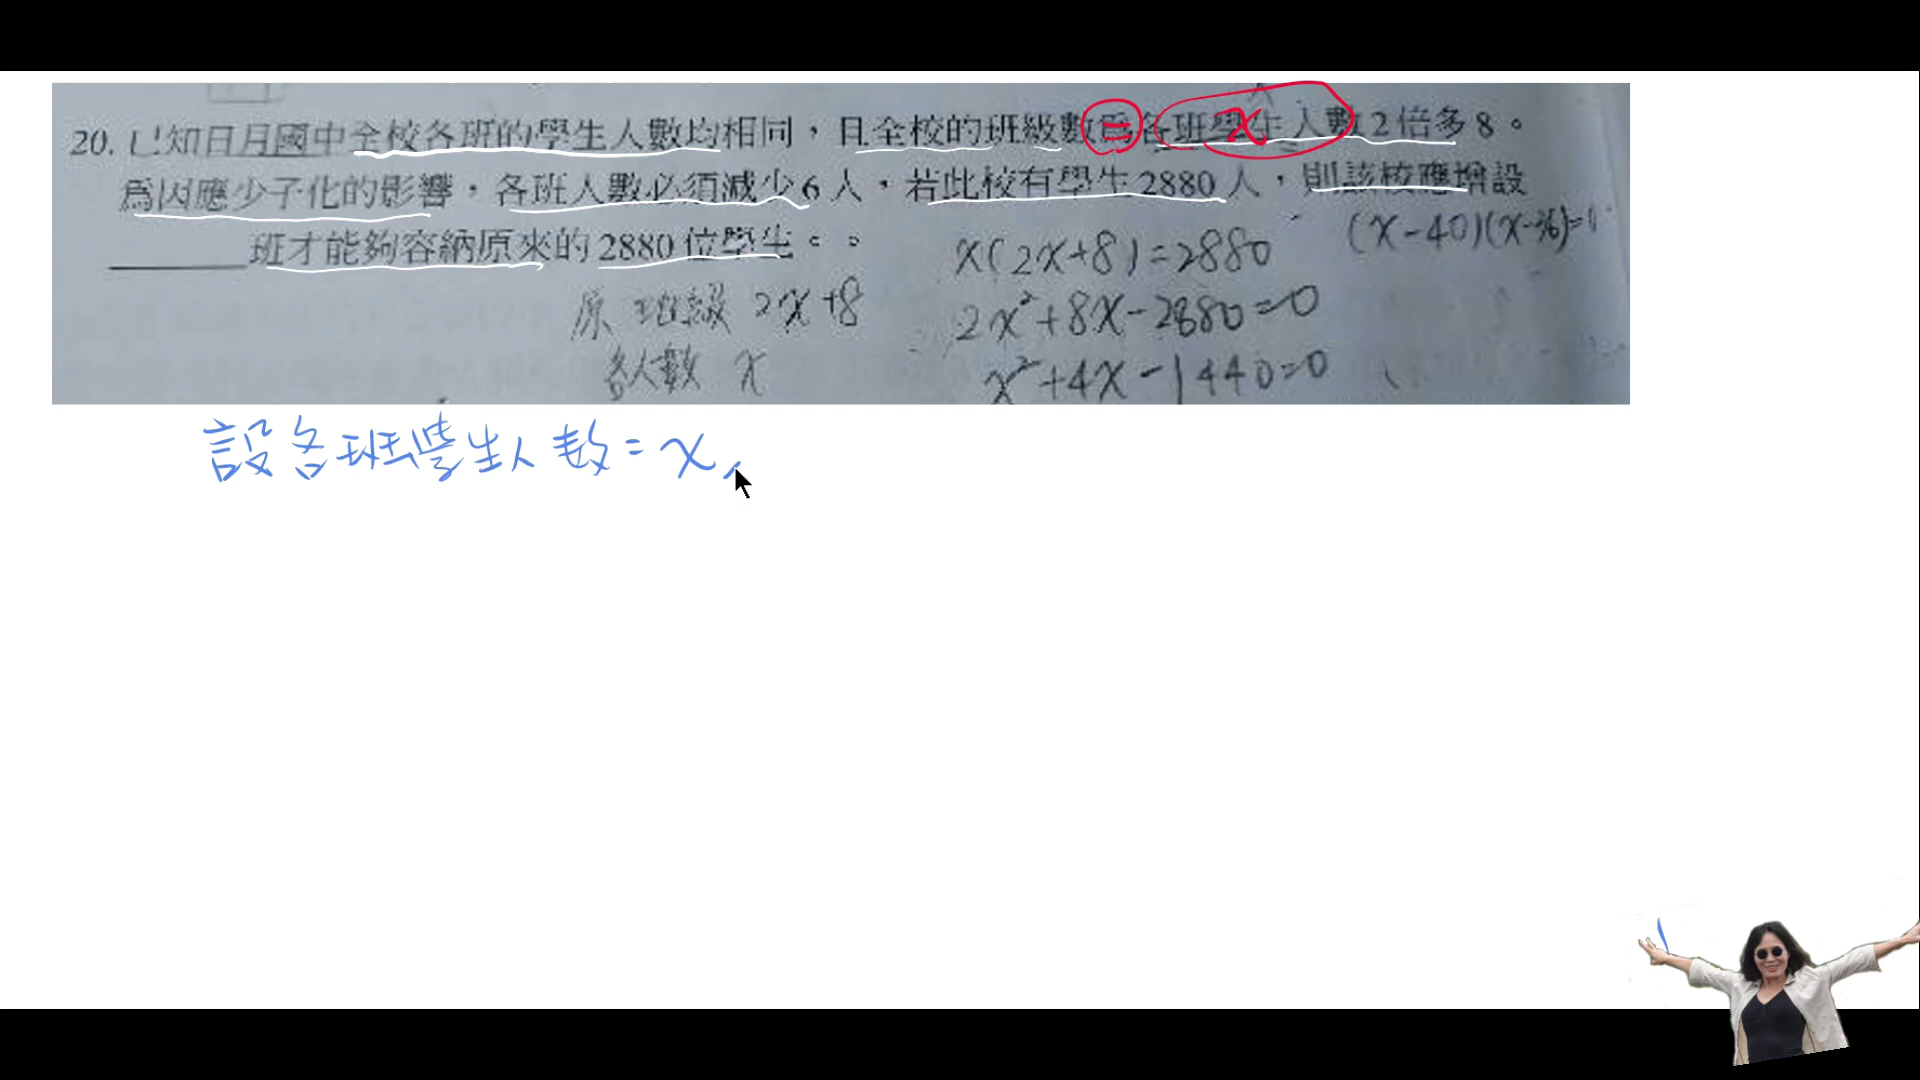 20. 已知日月國中全校各班的學生人數均相同，且全校的班級數為各班學生人數2倍多8。
= x
為因應少子化的影響，各班人數必須減少6人，若此校有學生2880人，則該校應增設
______班才能夠容納原來的2880位學生。。
(x-40)(x-36)=0
x(2x+8)=2880
原班級 2x+8
2x²+8x-2880=0
各人數 x
x²+4x-1440=0
設各班學生人數=x,